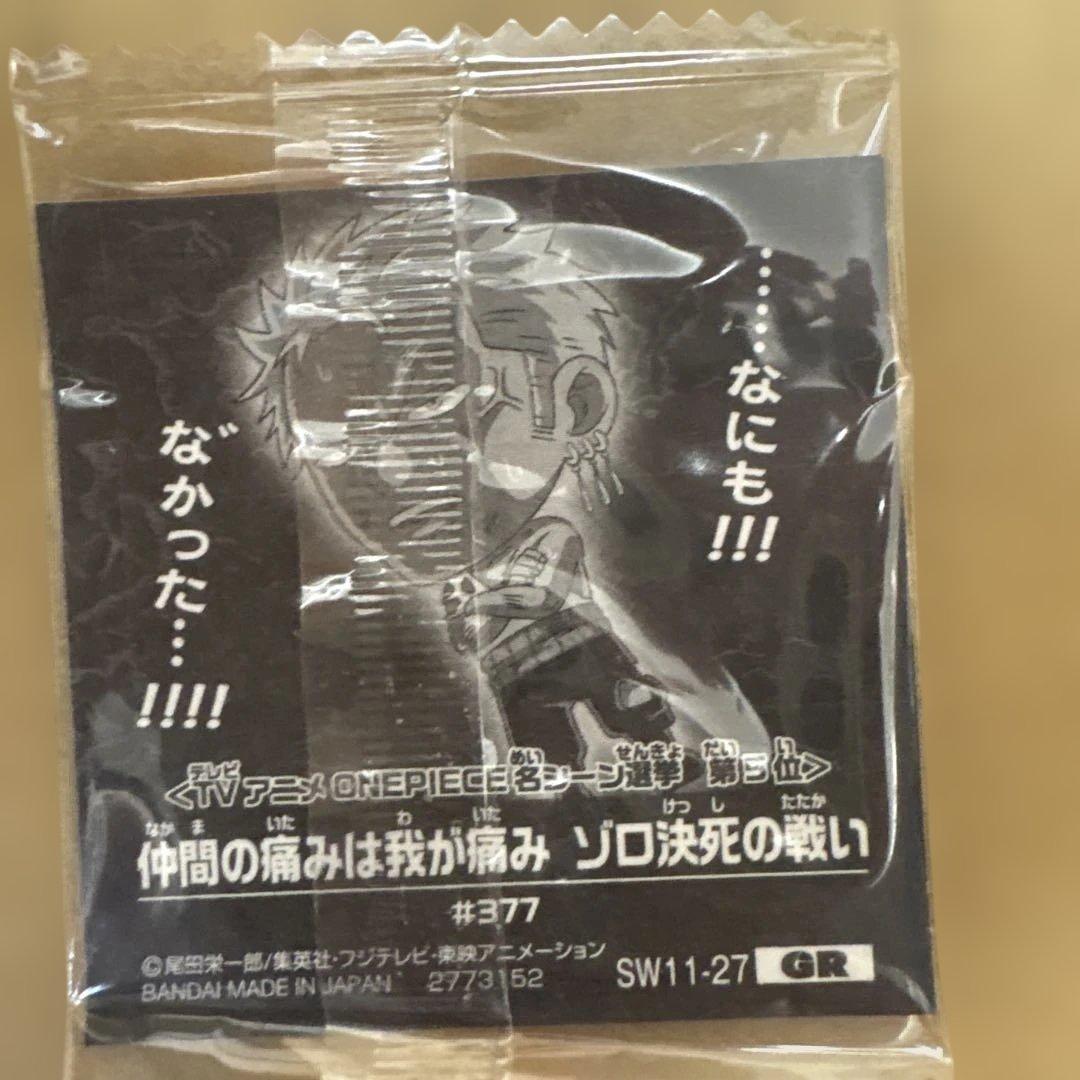 ……なにも!!!
な゛かった…!!!!
<TVアニメONEPIECE名シーン選挙 第5位>
仲間の痛みは我が痛み ゾロ決死の戦い
#377
©尾田栄一郎/集英社・フジテレビ・東映アニメーション
BANDAI MADE IN JAPAN 2773152
SW11-27 GR